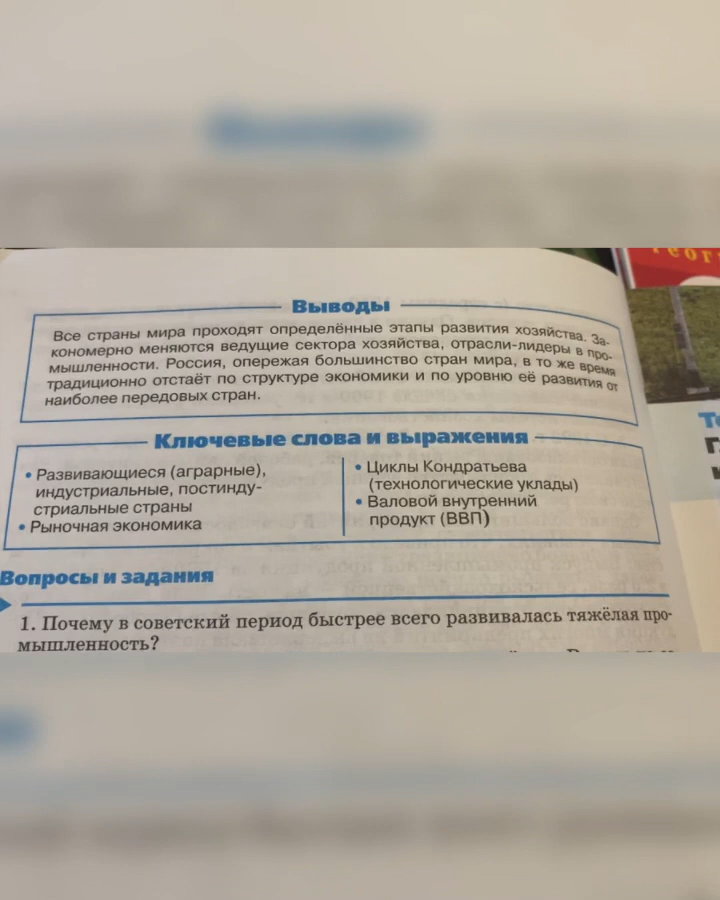 Выводы
Все страны мира проходят определённые этапы развития хозяйства. За-
кономерно меняются ведущие сектора хозяйства, отрасли-лидеры в про-
мышленности. Россия, опережая большинство стран мира, в то же время
традиционно отстаёт по структуре экономики и по уровню её развития от
наиболее передовых стран.
Ключевые слова и выражения
• Развивающиеся (аграрные),
индустриальные, постинду-
стриальные страны
• Рыночная экономика
• Циклы Кондратьева
(технологические уклады)
• Валовой внутренний
продукт (ВВП)
Вопросы и задания
1. Почему в советский период быстрее всего развивалась тяжёлая про-
мышленность?